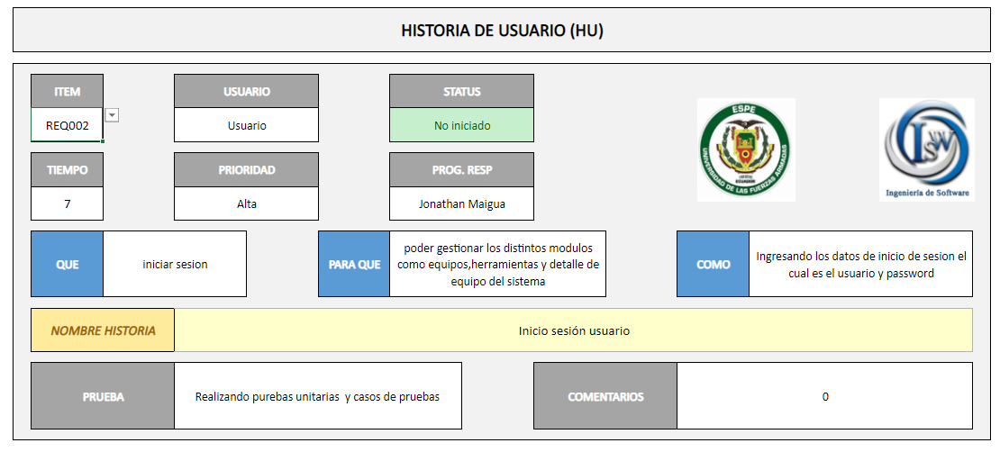 HISTORIA DE USUARIO (HU)
ITEM
USUARIO
STATUS
REQ002
Usuario
No iniciado
TIEMPO
PRIORIDAD
PROG. RESP
7
Alta
Jonathan Maigua
ESPE
UNIVERSIDAD DE LAS FUERZAS ARMADAS
ECUADOR
ISW
Ingeniería de Software
QUE
iniciar sesion
PARA QUE
poder gestionar los distintos modulos
como equipos,herramientas y detalle de
equipo del sistema
COMO
Ingresando los datos de inicio de sesion el
cual es el usuario y password
NOMBRE HISTORIA
Inicio sesión usuario
PRUEBA
Realizando purebas unitarias y casos de pruebas
COMENTARIOS
0